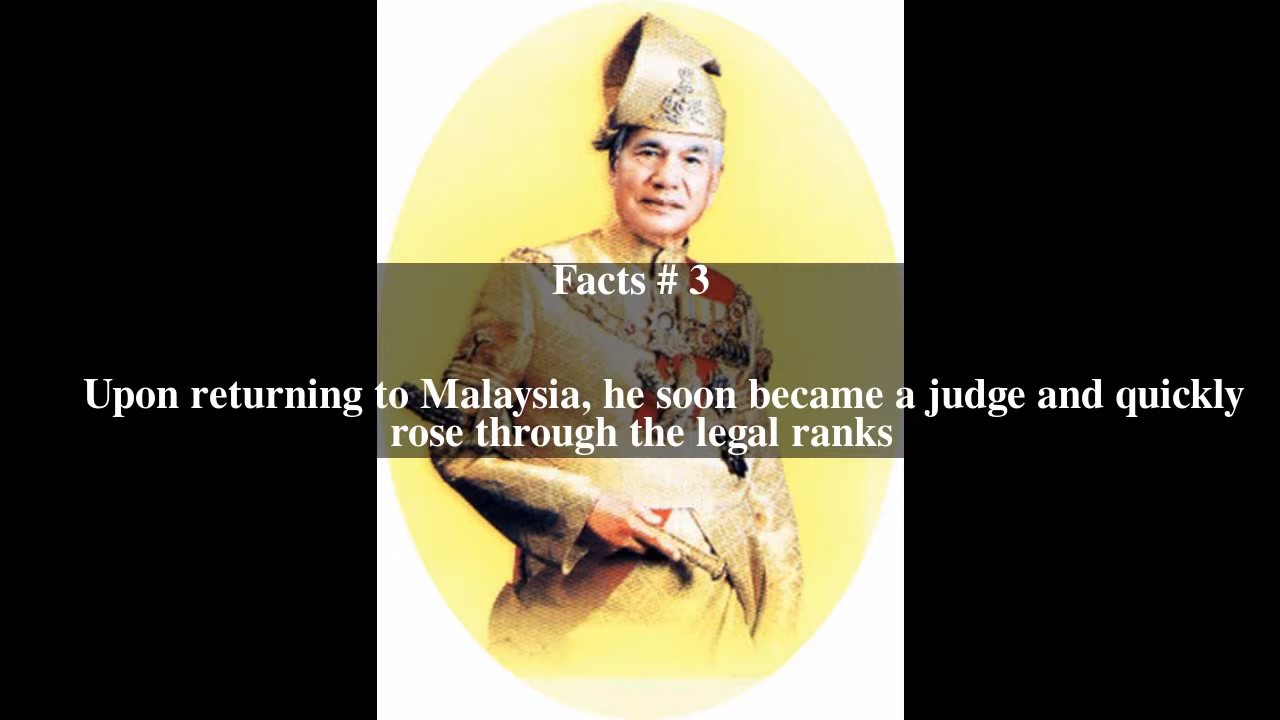 Facts # 3
Upon returning to Malaysia, he soon became a judge and quickly
rose through the legal ranks